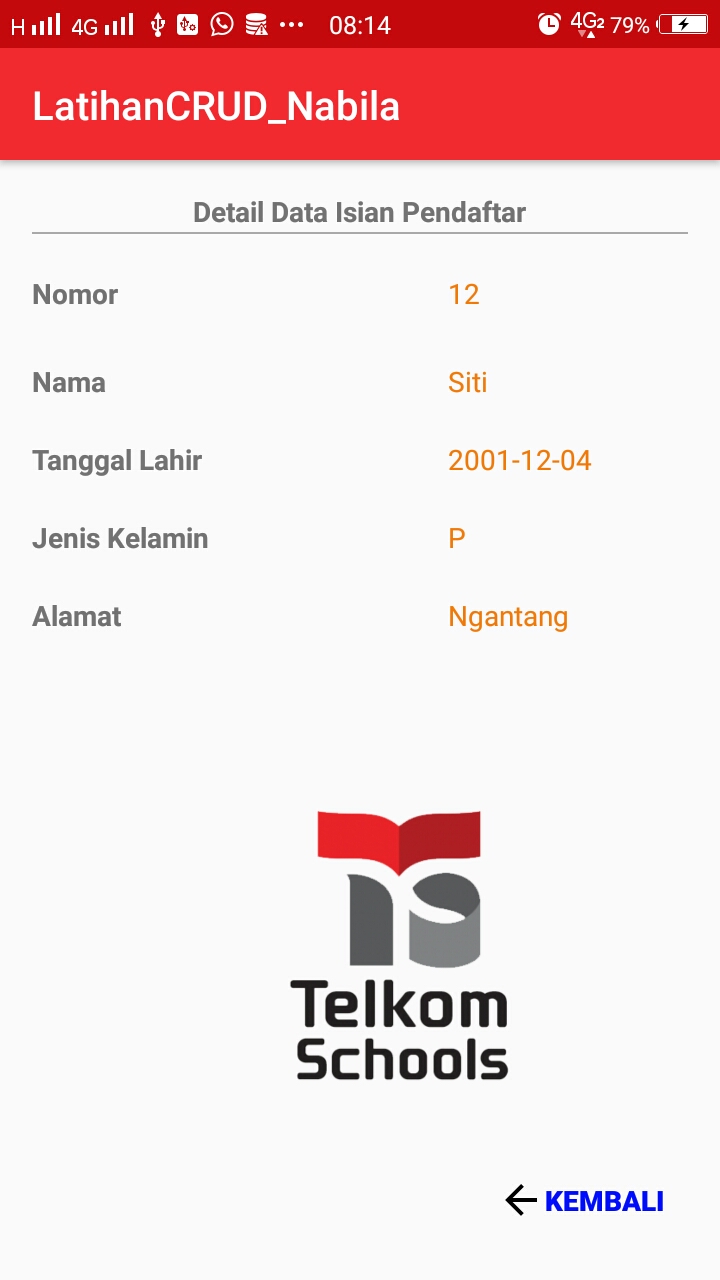 H 4G 08:14 4G2 79%
LatihanCRUD_Nabila
Detail Data Isian Pendaftar
Nomor 12
Nama Siti
Tanggal Lahir 2001-12-04
Jenis Kelamin P
Alamat Ngantang
Telkom
Schools
KEMBALI